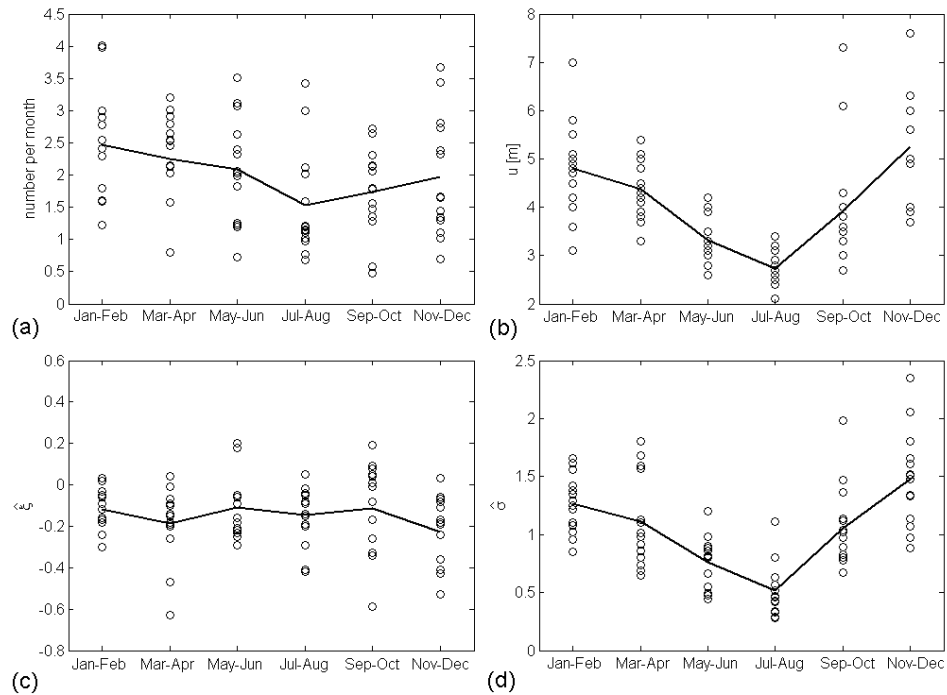 4.5
4
3.5
3
2.5
2
1.5
1
0.5
0
number per month
Jan-Feb Mar-Apr May-Jun Jul-Aug Sep-Oct Nov-Dec
(a)
8
7
6
5
4
3
2
u [m]
Jan-Feb Mar-Apr May-Jun Jul-Aug Sep-Oct Nov-Dec
(b)
0.6
0.4
0.2
0
-0.2
-0.4
-0.6
-0.8
ξ̂
Jan-Feb Mar-Apr May-Jun Jul-Aug Sep-Oct Nov-Dec
(c)
2.5
2
1.5
1
0.5
0
σ̂
Jan-Feb Mar-Apr May-Jun Jul-Aug Sep-Oct Nov-Dec
(d)